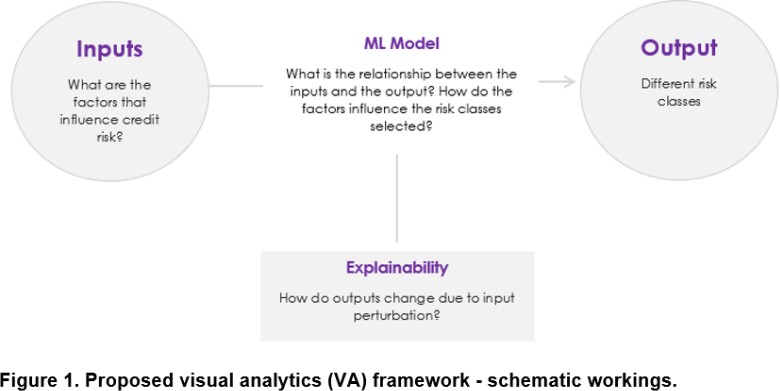 Inputs
What are the
factors that
influence credit
risk?
ML Model
What is the relationship between the
inputs and the output? How do the
factors influence the risk classes
selected?
Output
Different risk
classes
Explainability
How do outputs change due to input
perturbation?
Figure 1. Proposed visual analytics (VA) framework - schematic workings.